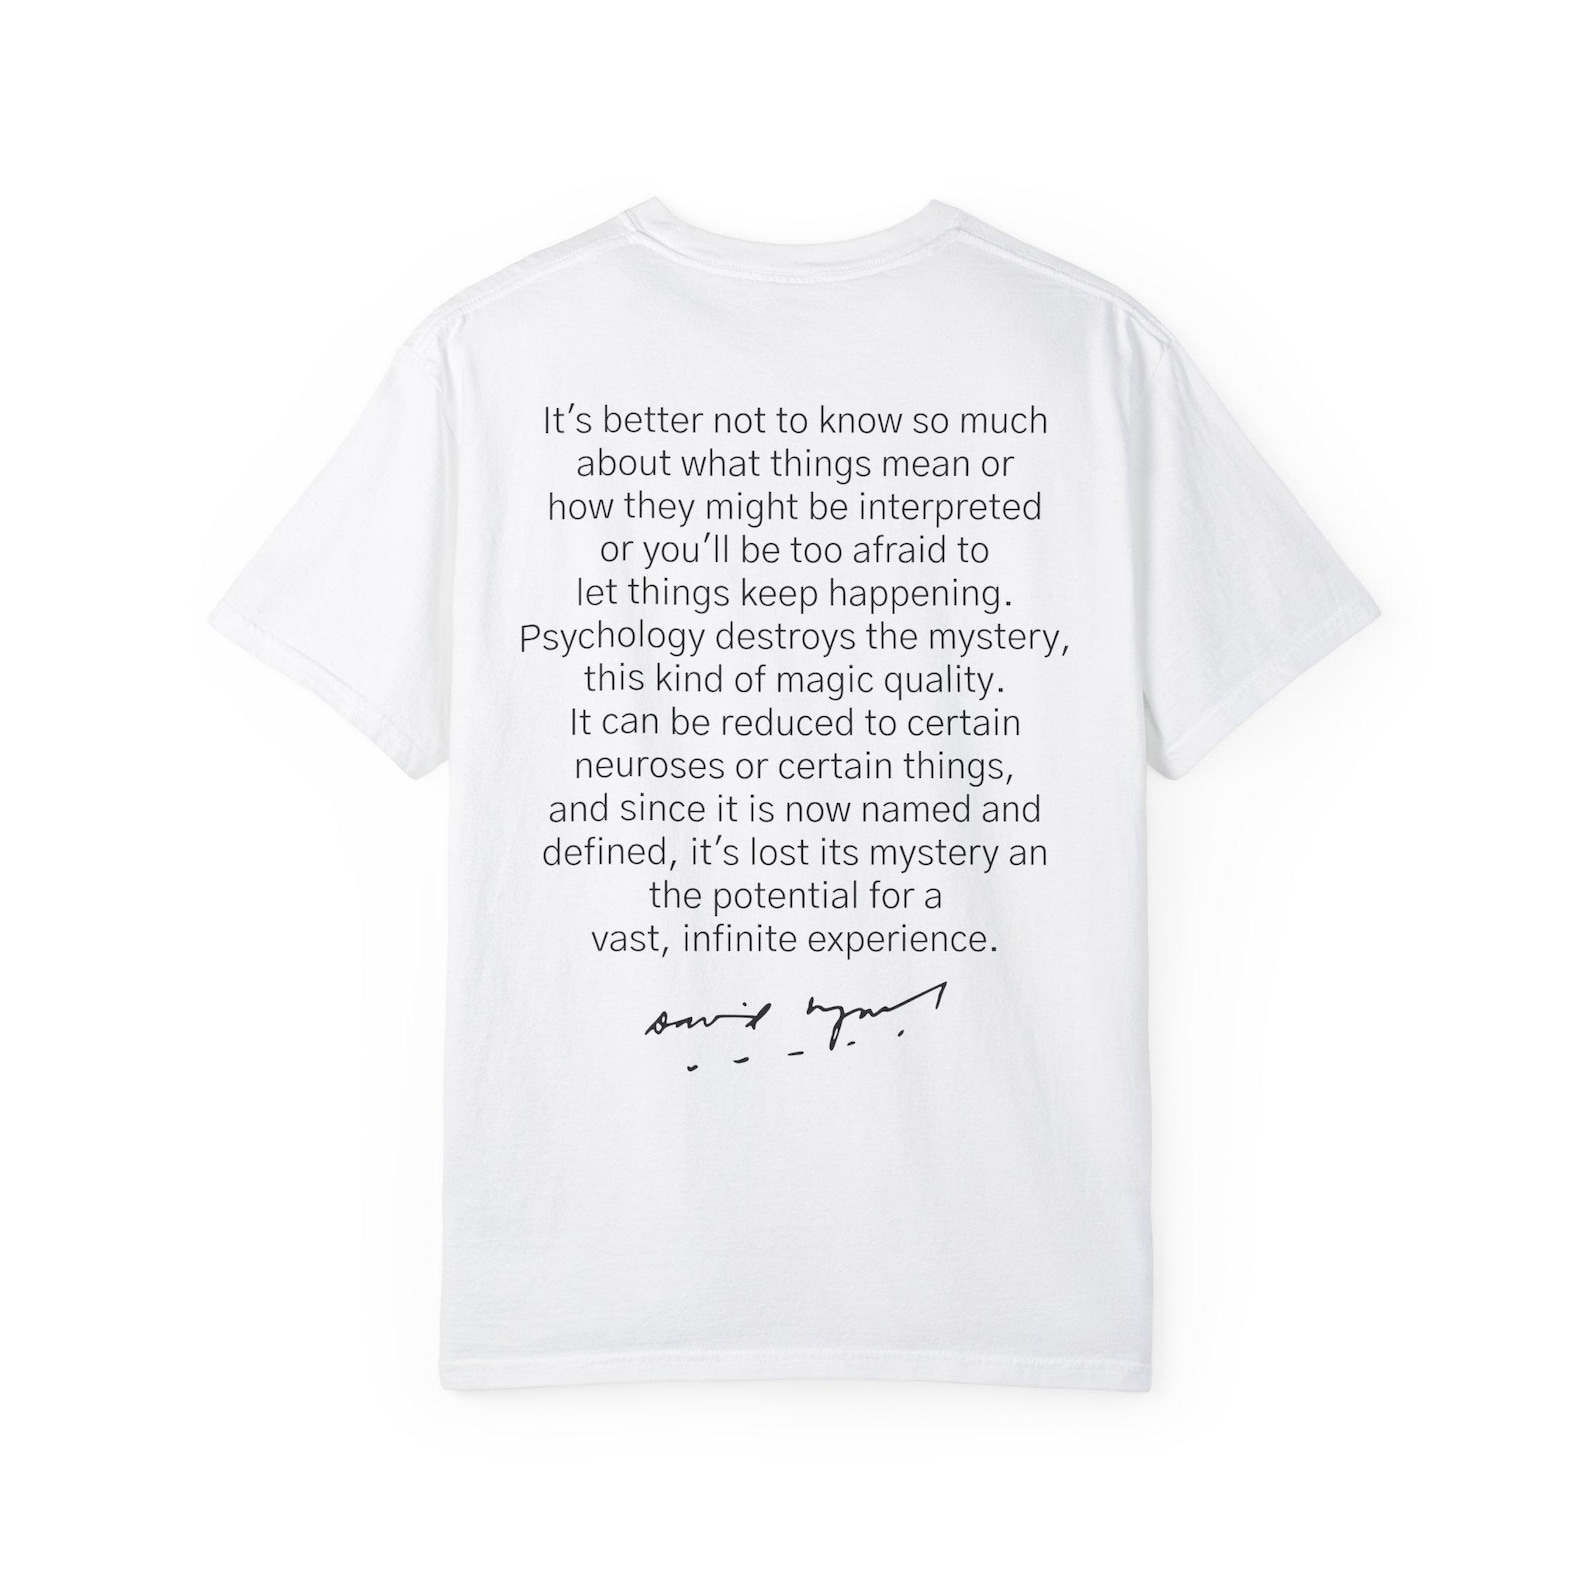 It's better not to know so much
about what things mean or
how they might be interpreted
or you'll be too afraid to
let things keep happening.
Psychology destroys the mystery,
this kind of magic quality.
It can be reduced to certain
neuroses or certain things,
and since it is now named and
defined, it's lost its mystery an
the potential for a
vast, infinite experience.
David Lynch